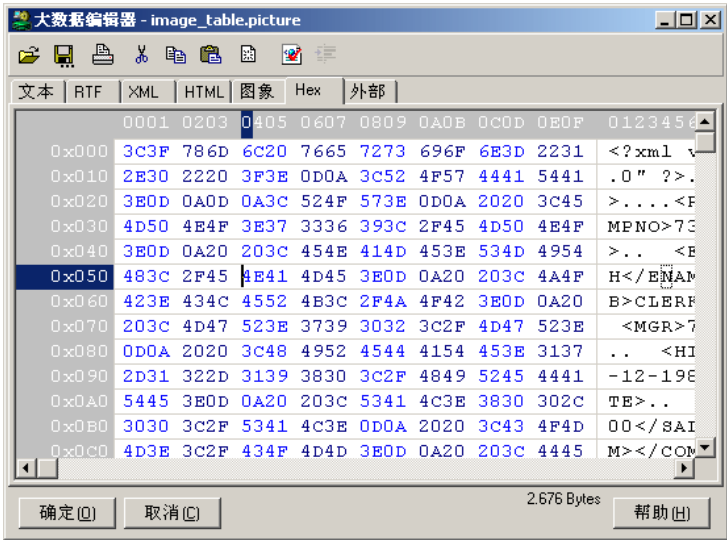 大数据编辑器 - image_table.picture
文本 RTF XML HTML 图象 Hex 外部
0001 0203 0405 0607 0809 0A0B 0C0D 0E0F 0123456
0x000 3C3F 786D 6C20 7665 7273 696F 6E3D 2231 <?xml v
0x010 2E30 2220 3F3E 0D0A 3C52 4F57 4441 5441 .0" ?>.
0x020 3E0D 0A0D 0A3C 524F 573E 0D0A 2020 3C45 >....<R
0x030 4D50 4E4F 3E37 3336 393C 2F45 4D50 4E4F MPNO>73
0x040 3E0D 0A20 203C 454E 414D 453E 534D 4954 >.. <E
0x050 483C 2F45 4E41 4D45 3E0D 0A20 203C 4A4F H</ENAM
0x060 423E 434C 4552 4B3C 2F4A 4F42 3E0D 0A20 B>CLERK
0x070 203C 4D47 523E 3739 3032 3C2F 4D47 523E <MGR>7
0x080 0D0A 2020 3C48 4952 4544 4154 453E 3137 .. <HI
0x090 2D31 322D 3139 3830 3C2F 4849 5245 4441 -12-198
0x0A0 5445 3E0D 0A20 203C 5341 4C3E 3830 302C TE>..
0x0B0 3030 3C2F 5341 4C3E 0D0A 2020 3C43 4F4D 00</SAL
0x0C0 4D3E 3C2F 434F 4D4D 3E0D 0A20 203C 4445 M></COM
2.676 Bytes
确定(O) 取消(C) 帮助(H)